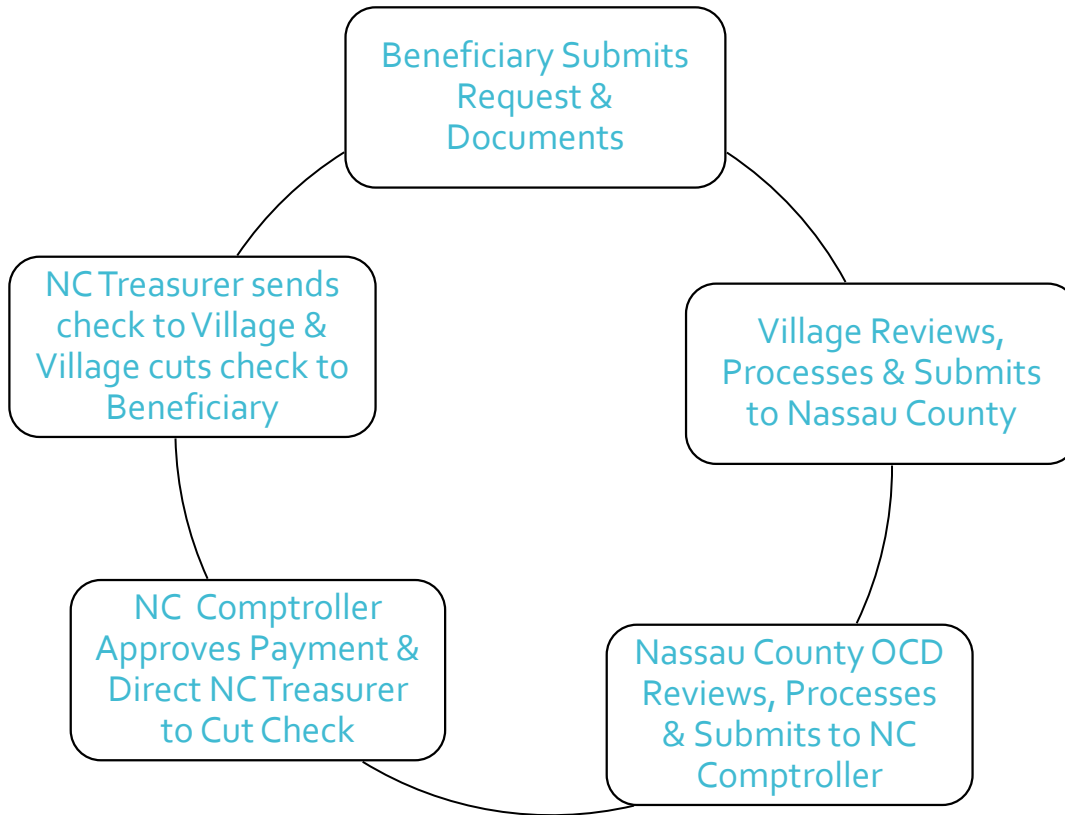 Beneficiary Submits
Request &
Documents
Village Reviews,
Processes & Submits
to Nassau County
Nassau County OCD
Reviews, Processes
& Submits to NC
Comptroller
NC Comptroller
Approves Payment &
Direct NC Treasurer
to Cut Check
NC Treasurer sends
check to Village &
Village cuts check to
Beneficiary